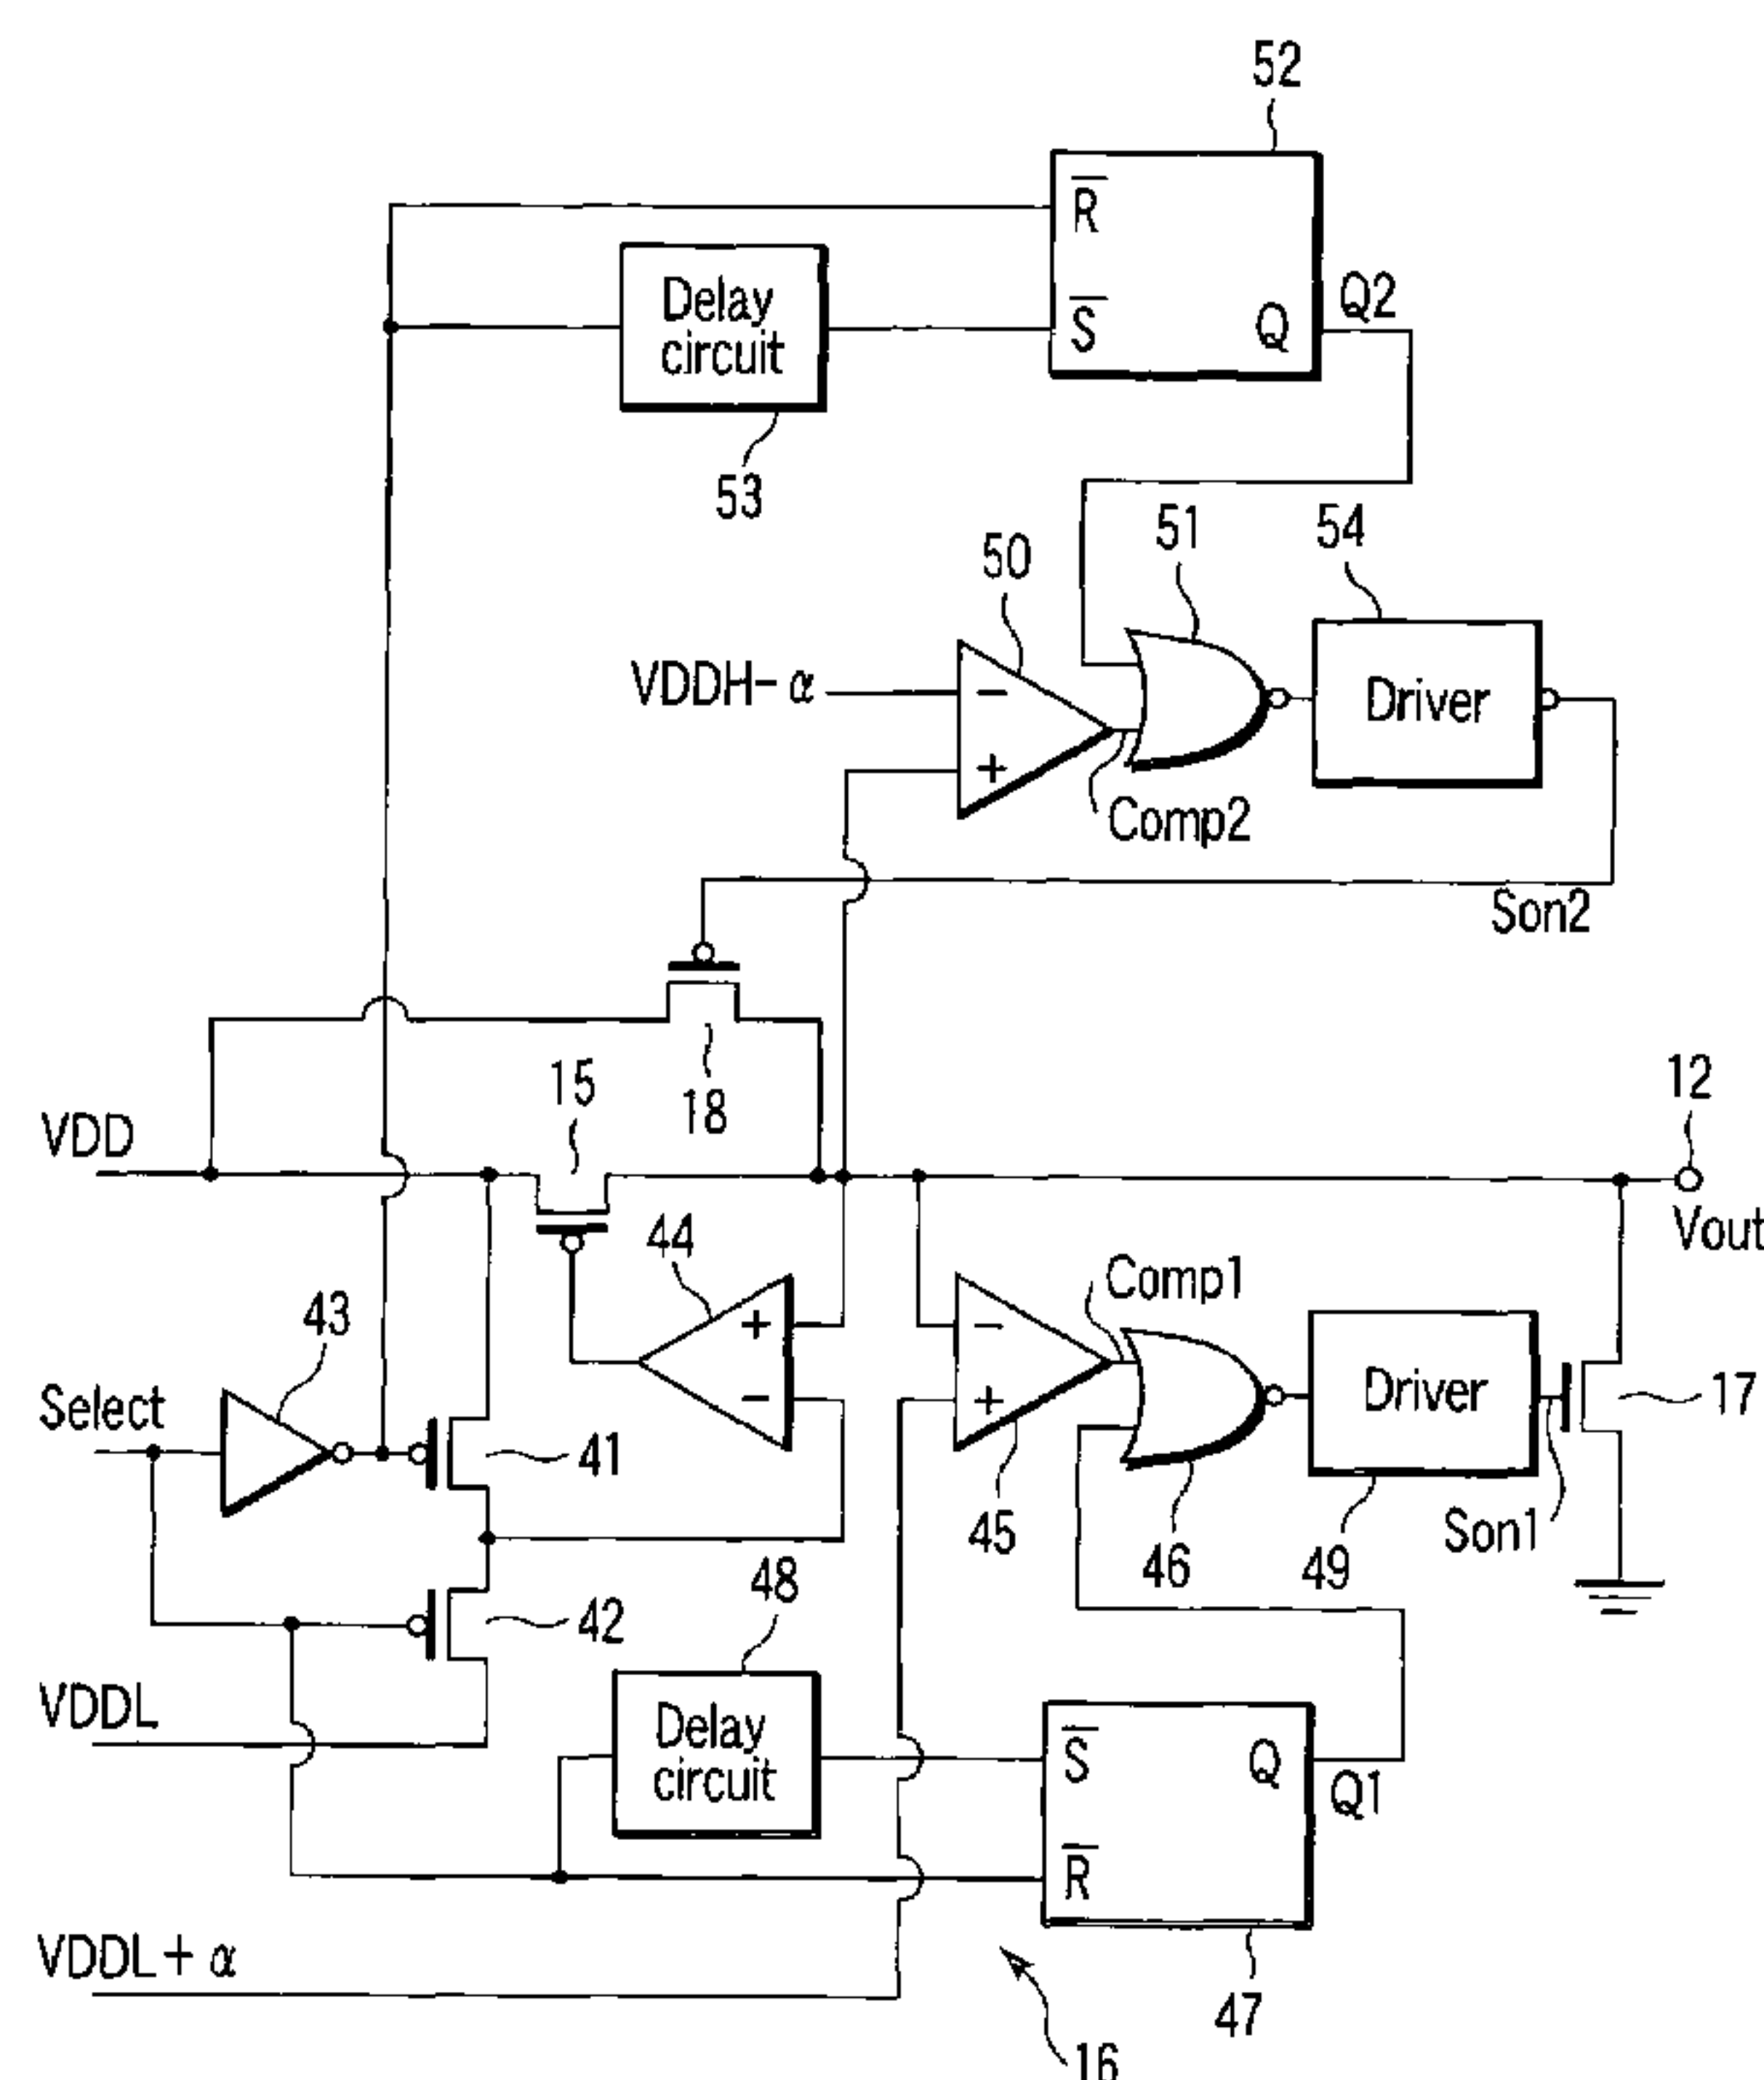 52
R
Delay
circuit
S
Q
Q2
53
50
51
54
VDDH- α
-
+
Driver
Comp2
Son2
18
15
12
VDD
Vout
44
+
-
Comp1
43
Select
41
-
+
Driver
17
45
46
49
Son1
42
48
VDDL
Delay
circuit
S
Q
Q1
R
VDDL+ α
47
16